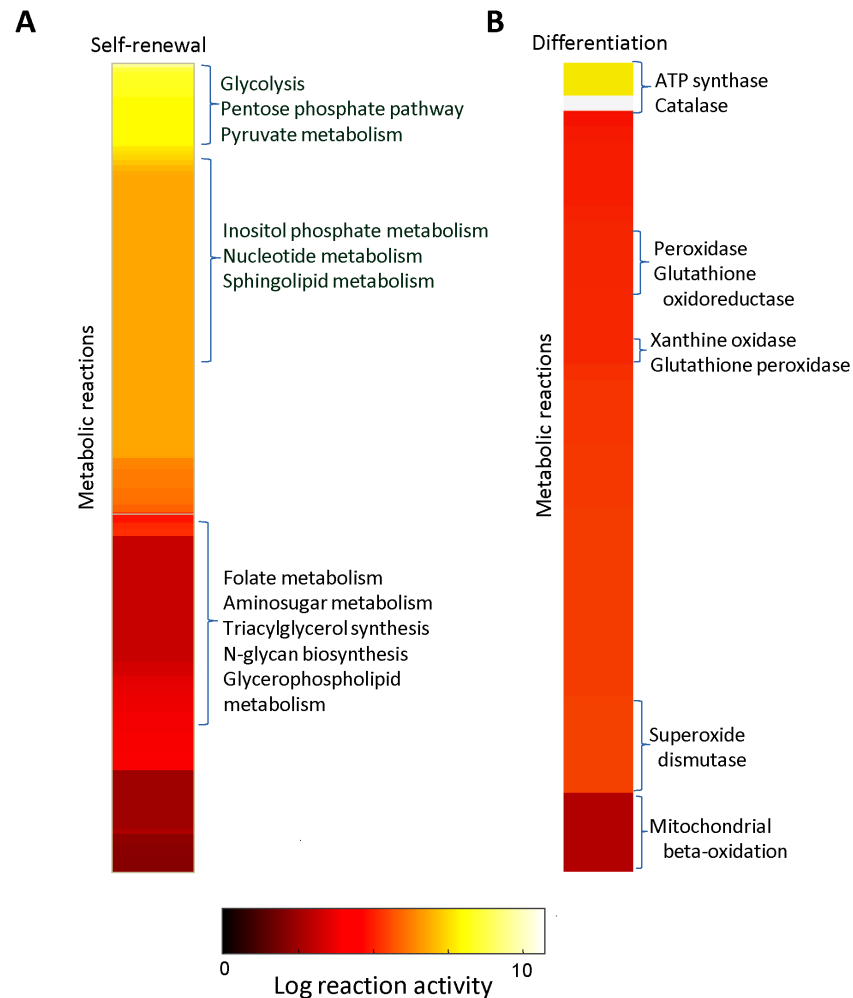 A
Self-renewal
Glycolysis
Pentose phosphate pathway
Pyruvate metabolism
Inositol phosphate metabolism
Nucleotide metabolism
Sphingolipid metabolism
Metabolic reactions
Folate metabolism
Aminosugar metabolism
Triacylglycerol synthesis
N-glycan biosynthesis
Glycerophospholipid
metabolism
B
Differentiation
ATP synthase
Catalase
Peroxidase
Glutathione
oxidoreductase
Xanthine oxidase
Glutathione peroxidase
Metabolic reactions
Superoxide
dismutase
Mitochondrial
beta-oxidation
0 10
Log reaction activity